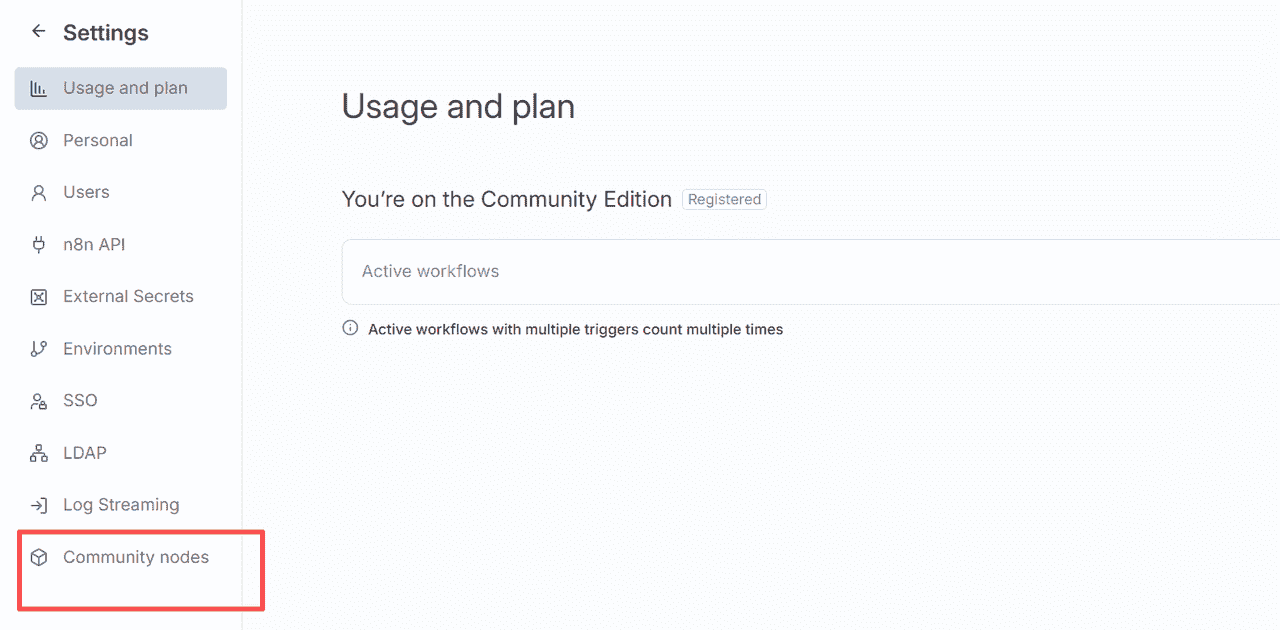 Settings
Usage and plan
Personal
Users
n8n API
External Secrets
Environments
SSO
LDAP
Log Streaming
Community nodes
Usage and plan
You’re on the Community Edition Registered
Active workflows
Active workflows with multiple triggers count multiple times